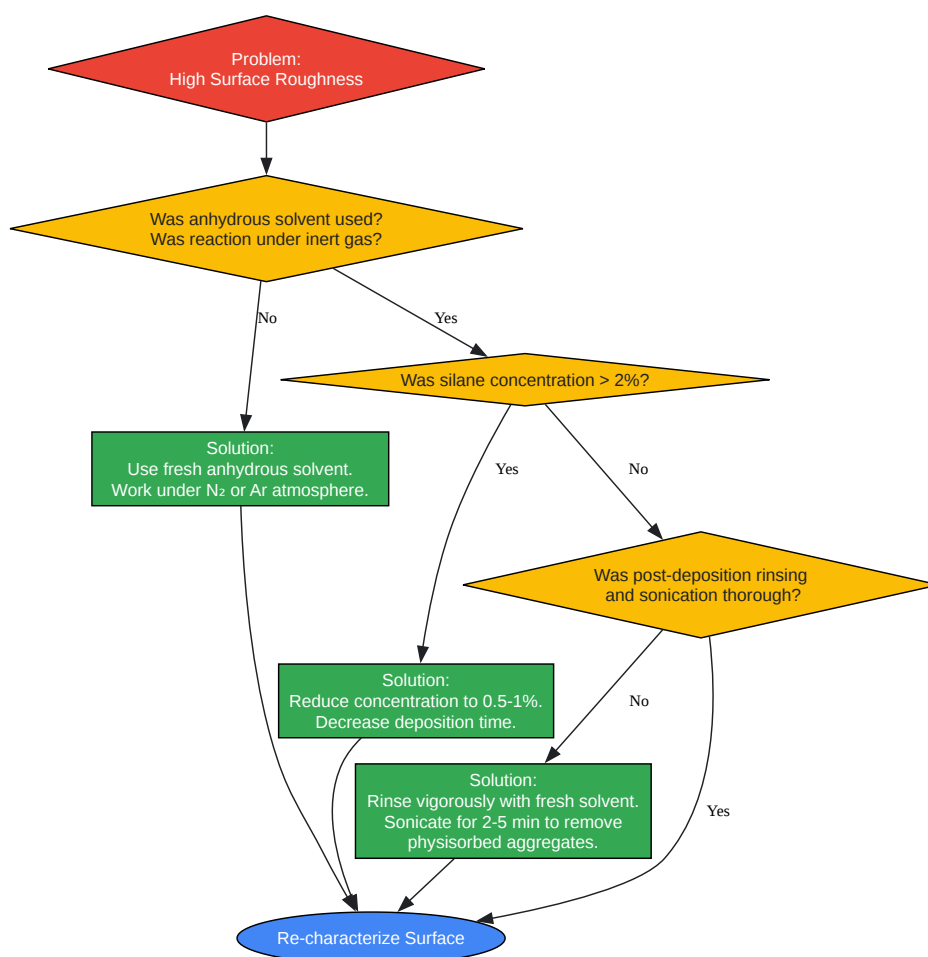 Problem:
High Surface Roughness
Was anhydrous solvent used?
Was reaction under inert gas?
No
Yes
Was silane concentration > 2%?
Solution:
Use fresh anhydrous solvent.
Work under N₂ or Ar atmosphere.
Yes
No
Was post-deposition rinsing
and sonication thorough?
Solution:
Reduce concentration to 0.5-1%.
Decrease deposition time.
No
Solution:
Rinse vigorously with fresh solvent.
Sonicate for 2-5 min to remove
physisorbed aggregates.
Yes
Re-characterize Surface